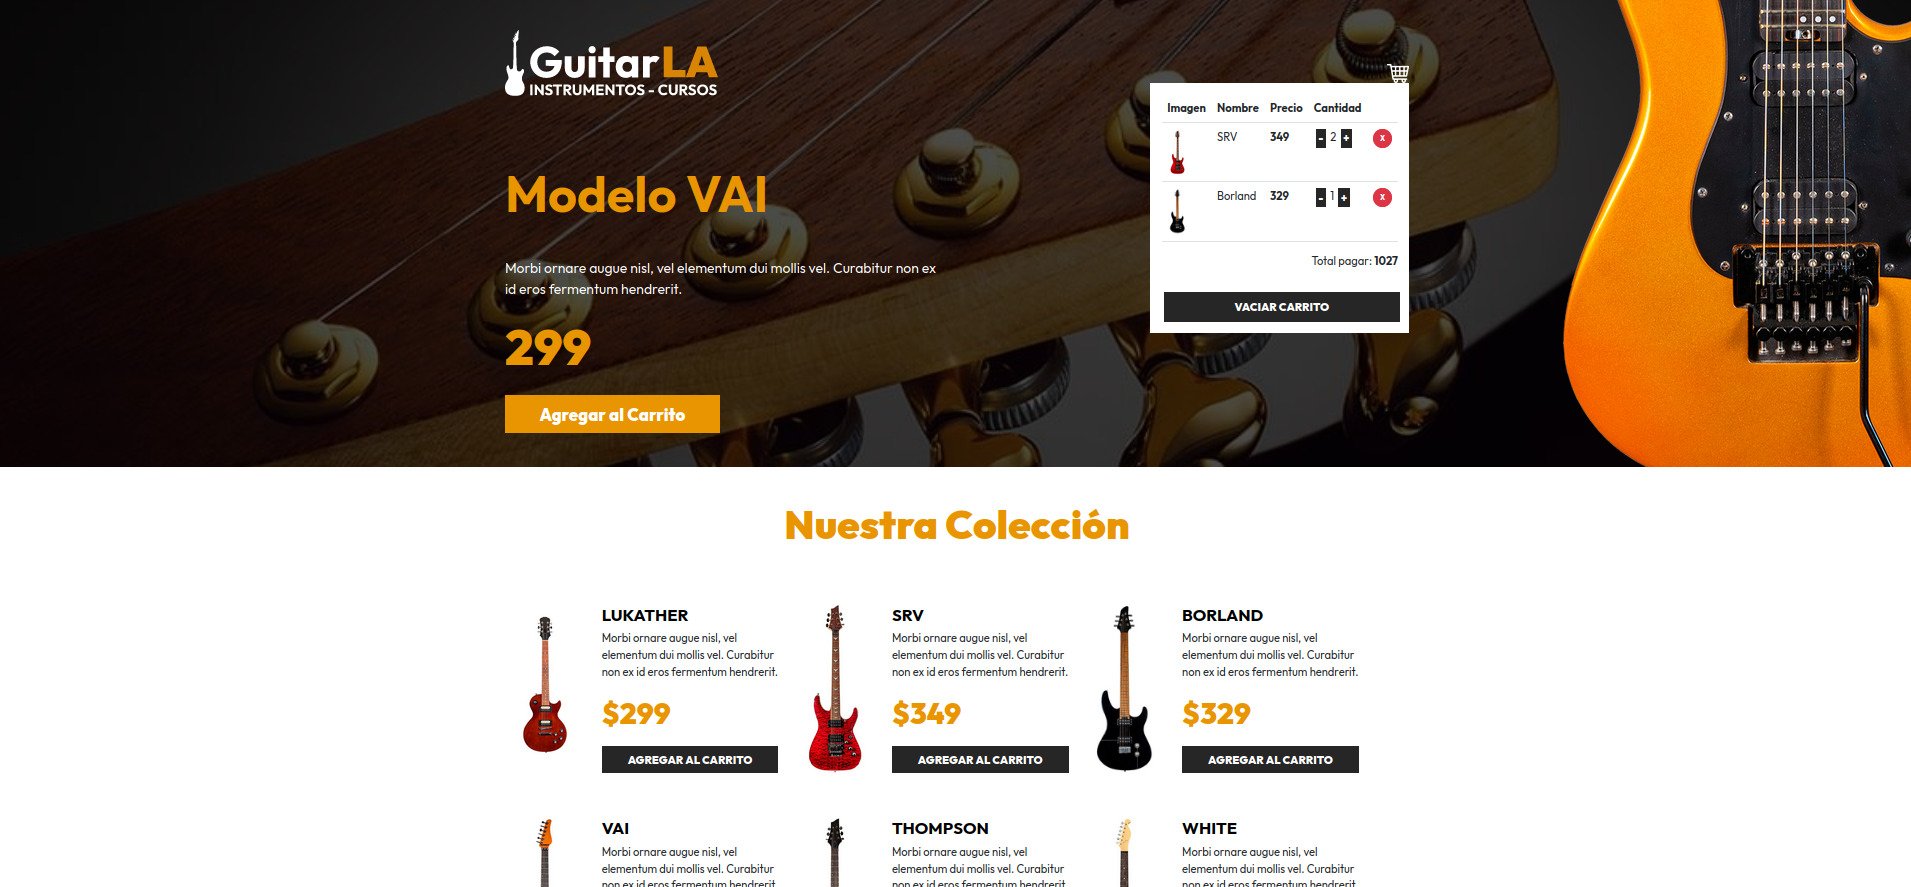 GuitarLA
INSTRUMENTOS - CURSOS
Modelo VAI
Morbi ornare augue nisl, vel elementum dui mollis vel. Curabitur non ex
id eros fermentum hendrerit.
299
Agregar al Carrito
Imagen Nombre Precio Cantidad
SRV 349 - 2 + X
Borland 329 - 1 + X
Total pagar: 1027
VACIAR CARRITO
Nuestra Colección
LUKATHER
Morbi ornare augue nisl, vel
elementum dui mollis vel. Curabitur
non ex id eros fermentum hendrerit.
$299
AGREGAR AL CARRITO
SRV
Morbi ornare augue nisl, vel
elementum dui mollis vel. Curabitur
non ex id eros fermentum hendrerit.
$349
AGREGAR AL CARRITO
BORLAND
Morbi ornare augue nisl, vel
elementum dui mollis vel. Curabitur
non ex id eros fermentum hendrerit.
$329
AGREGAR AL CARRITO
VAI
Morbi ornare augue nisl, vel
elementum dui mollis vel. Curabitur
non ex id eros fermentum hendrerit.
THOMPSON
Morbi ornare augue nisl, vel
elementum dui mollis vel. Curabitur
non ex id eros fermentum hendrerit.
WHITE
Morbi ornare augue nisl, vel
elementum dui mollis vel. Curabitur
non ex id eros fermentum hendrerit.